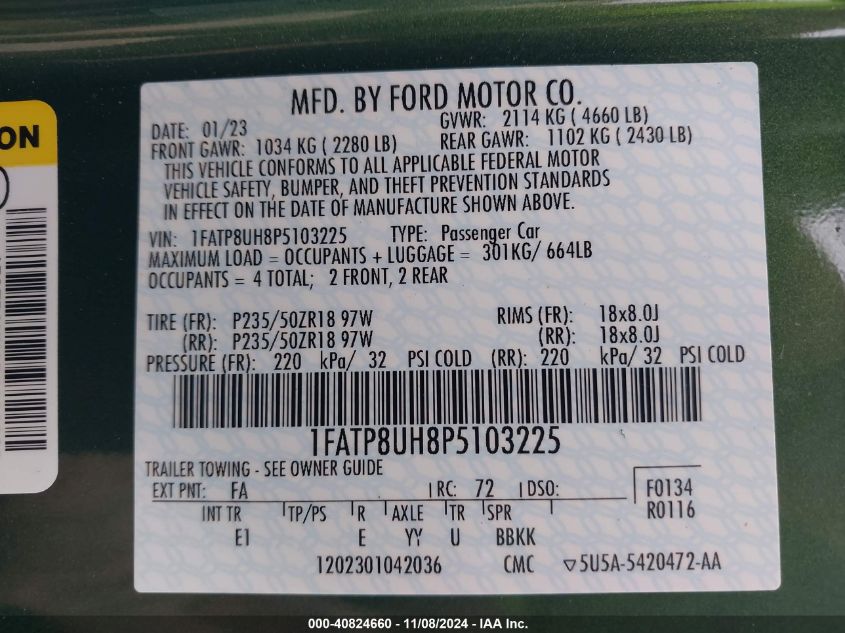 MFD. BY FORD MOTOR CO.
DATE: 01/23 GVWR: 2114 KG ( 4660 LB)
FRONT GAWR: 1034 KG ( 2280 LB) REAR GAWR: 1102 KG ( 2430 LB)
THIS VEHICLE CONFORMS TO ALL APPLICABLE FEDERAL MOTOR
VEHICLE SAFETY, BUMPER, AND THEFT PREVENTION STANDARDS
IN EFFECT ON THE DATE OF MANUFACTURE SHOWN ABOVE.
VIN: 1FATP8UH8P5103225 TYPE: Passenger Car
MAXIMUM LOAD = OCCUPANTS + LUGGAGE = 301KG/ 664LB
OCCUPANTS = 4 TOTAL; 2 FRONT, 2 REAR
TIRE (FR): P235/50ZR18 97W RIMS (FR): 18x8.0J
(RR): P235/50ZR18 97W (RR): 18x8.0J
PRESSURE (FR): 220 kPa/ 32 PSI COLD (RR): 220 kPa/ 32 PSI COLD
1FATP8UH8P5103225
TRAILER TOWING - SEE OWNER GUIDE
EXT PNT: FA RC: 72 DSO: F0134
INT TR TP/PS R AXLE TR SPR R0116
E1 E YY U BBKK
1202301042036 CMC ▽5U5A-5420472-AA
ON
000-40824660 - 11/08/2024 - IAA Inc.